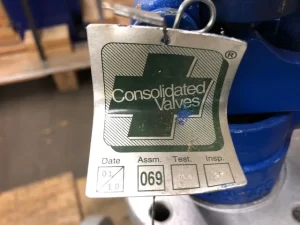 ®
Consolidated
Valves
Date Assm. Test. Insp.
069